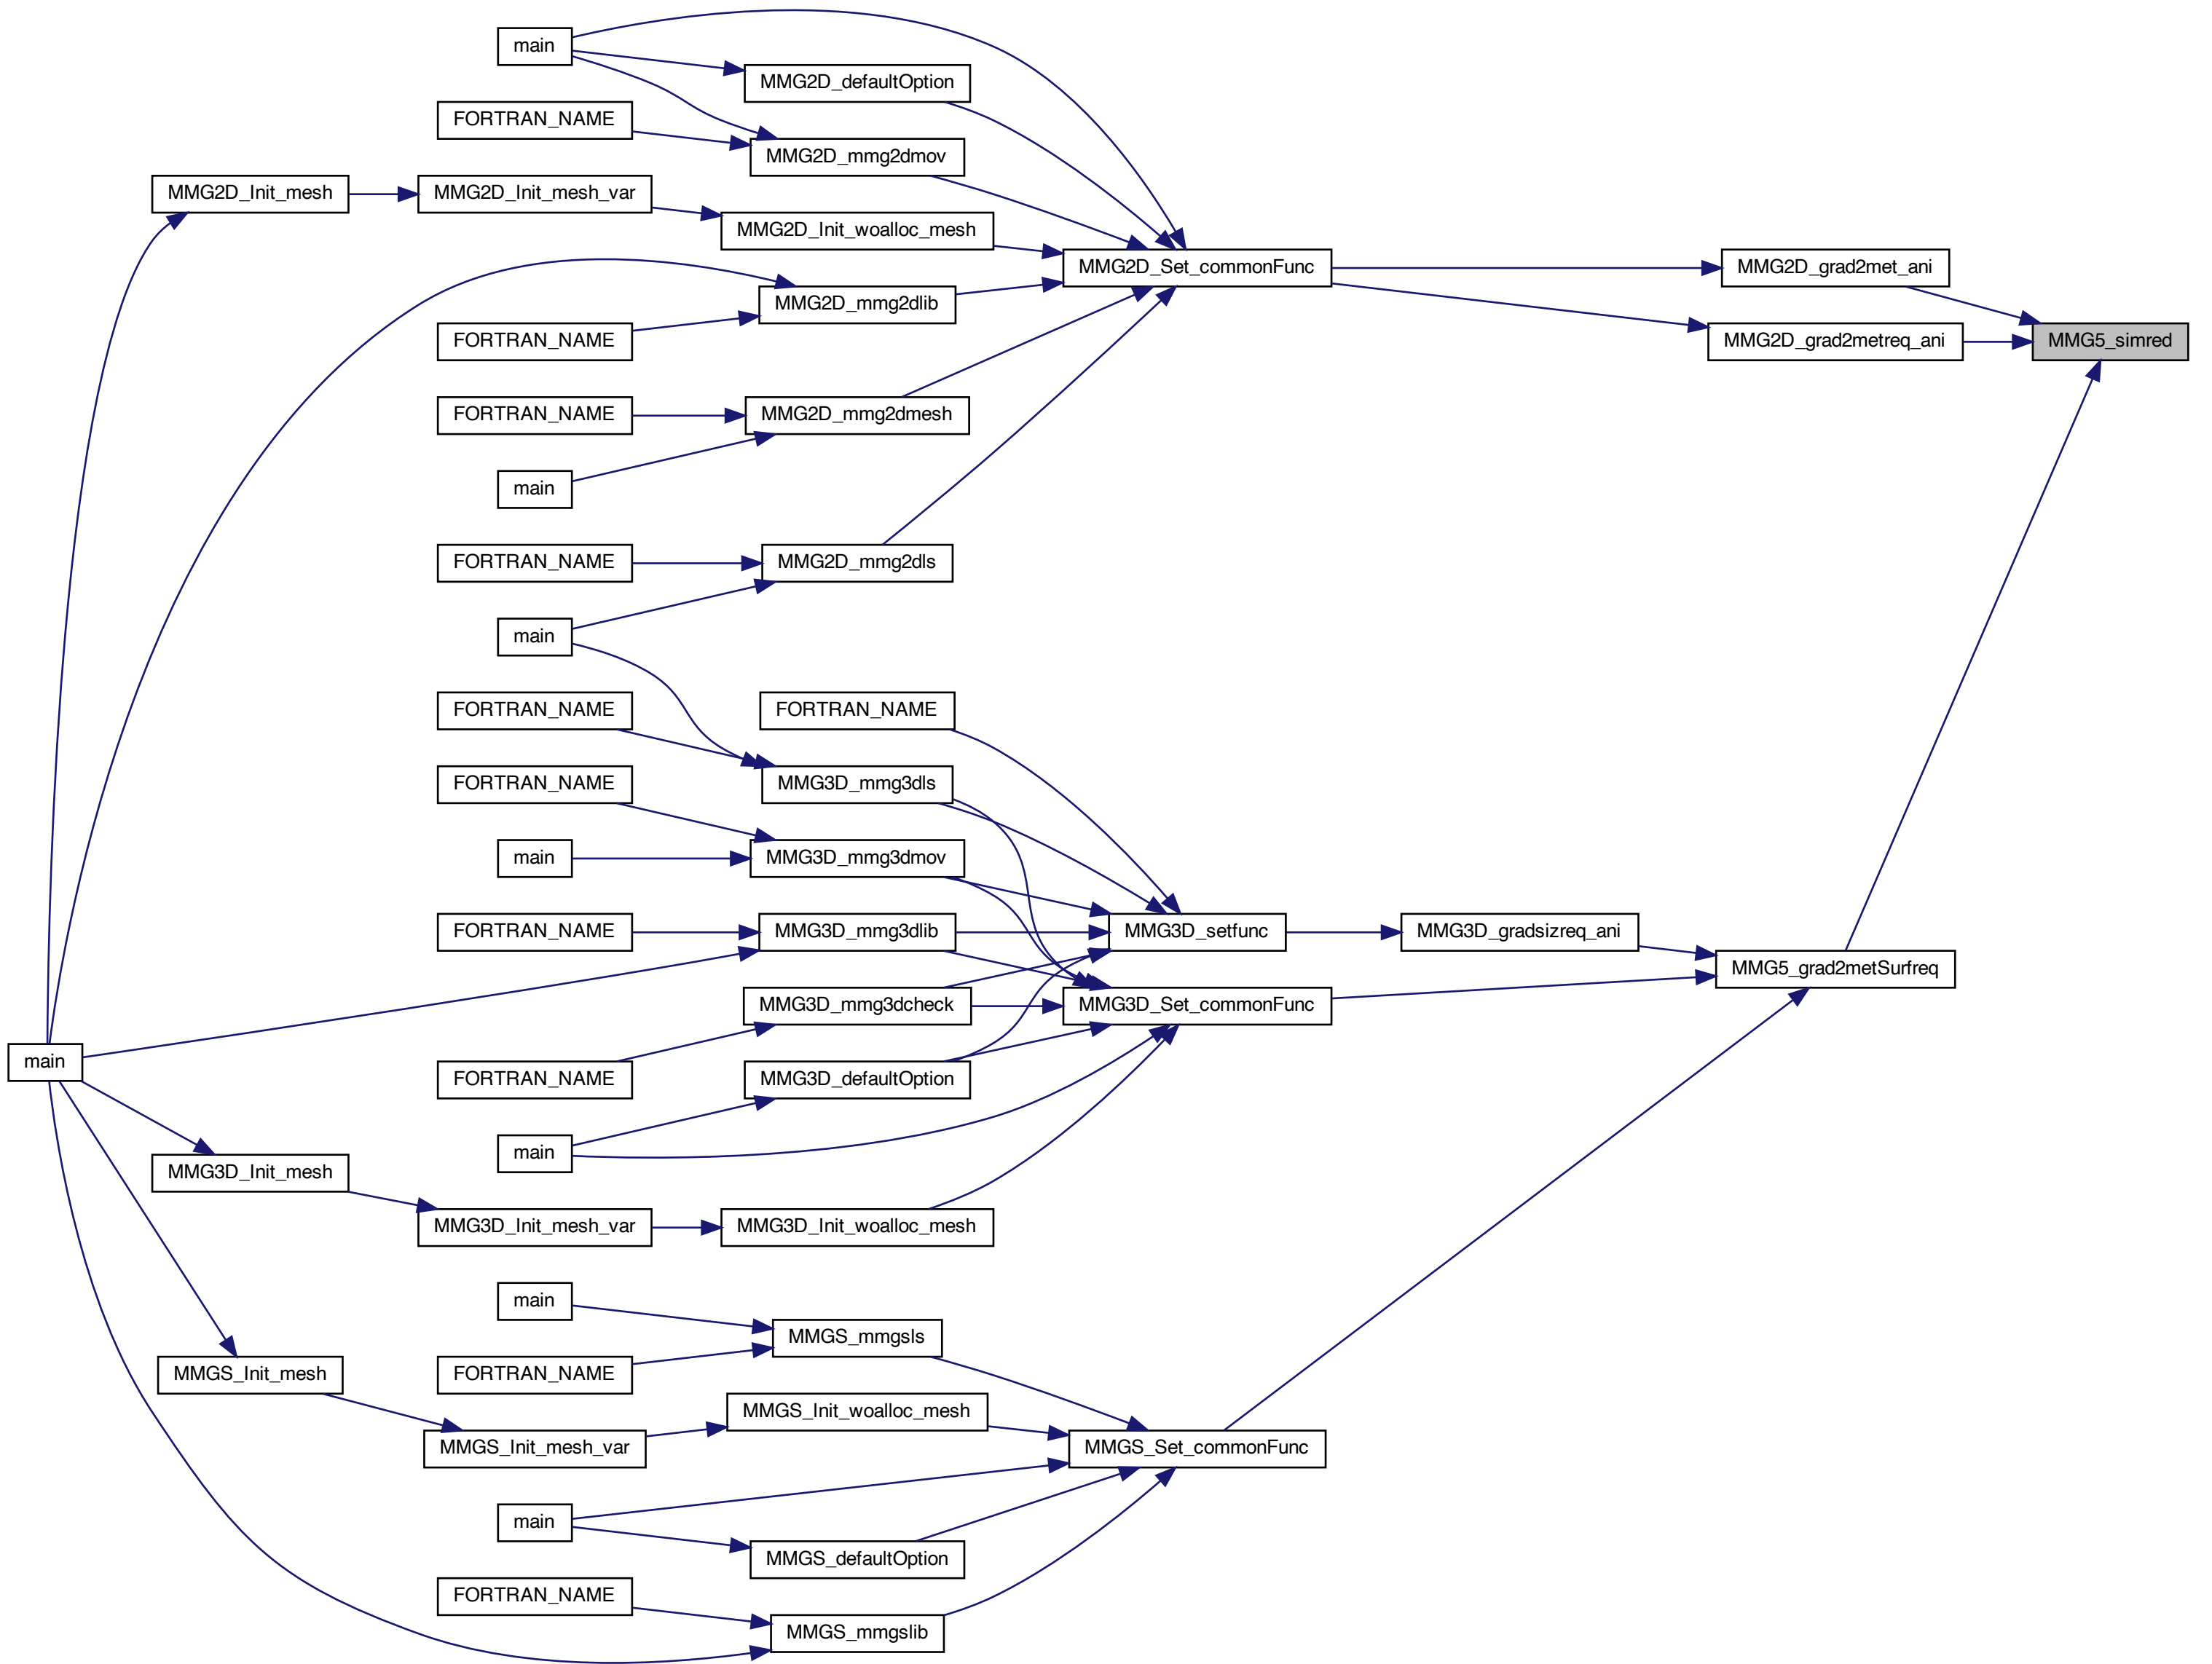 main
MMG2D_defaultOption
FORTRAN_NAME
MMG2D_mmg2dmov
MMG2D_Init_mesh
MMG2D_Init_mesh_var
MMG2D_Init_woalloc_mesh
MMG2D_Set_commonFunc
MMG2D_grad2met_ani
MMG2D_mmg2dlib
FORTRAN_NAME
MMG2D_grad2metreq_ani
MMG5_simred
FORTRAN_NAME
MMG2D_mmg2dmesh
main
FORTRAN_NAME
MMG2D_mmg2dls
main
FORTRAN_NAME
FORTRAN_NAME
FORTRAN_NAME
MMG3D_mmg3dls
main
MMG3D_mmg3dmov
FORTRAN_NAME
MMG3D_mmg3dlib
MMG3D_setfunc
MMG3D_gradsizreq_ani
MMG5_grad2metSurfreq
MMG3D_mmg3dcheck
MMG3D_Set_commonFunc
main
FORTRAN_NAME
MMG3D_defaultOption
main
MMG3D_Init_mesh
MMG3D_Init_mesh_var
MMG3D_Init_woalloc_mesh
main
MMGS_mmgsls
MMGS_Init_mesh
FORTRAN_NAME
MMGS_Init_woalloc_mesh
MMGS_Init_mesh_var
MMGS_Set_commonFunc
main
MMGS_defaultOption
FORTRAN_NAME
MMGS_mmgslib